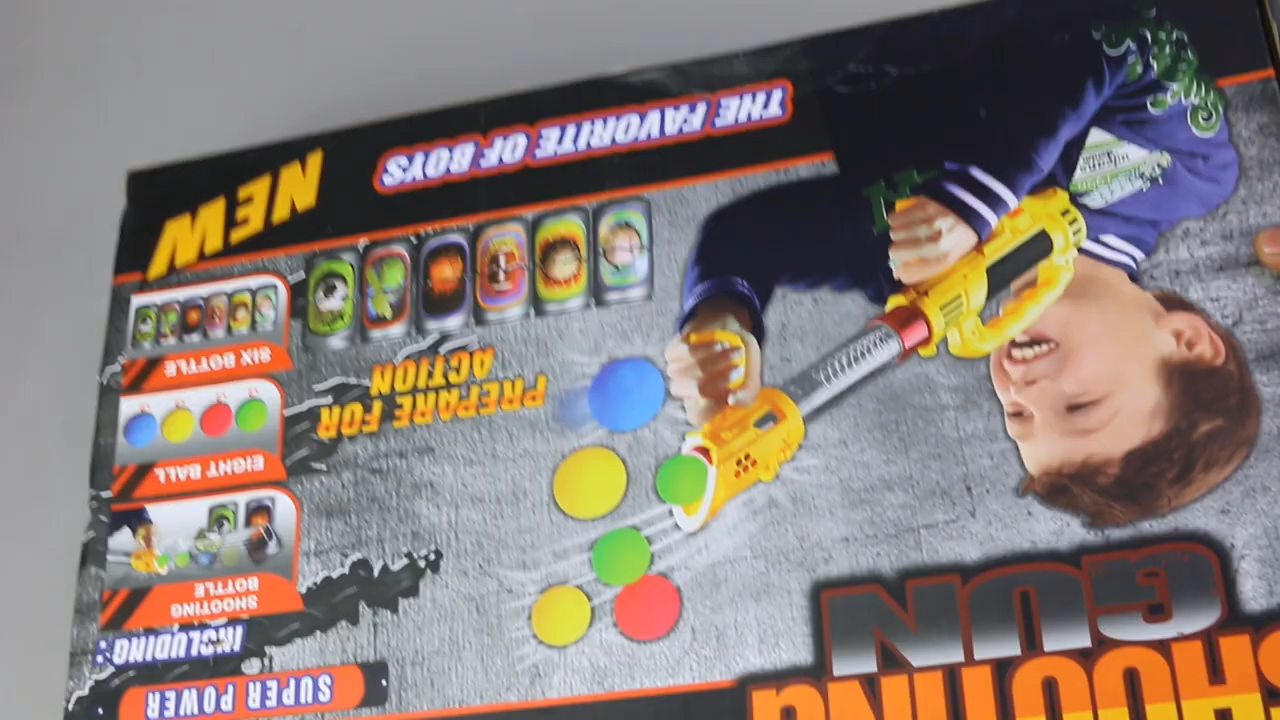 SHOOTING
GUN
SUPER POWER
INCLUDING:
SHOOTING
BOTTLE
EIGHT BALL
SIX BOTTLE
PREPARE FOR
ACTION
THE FAVORITE OF BOYS
NEW